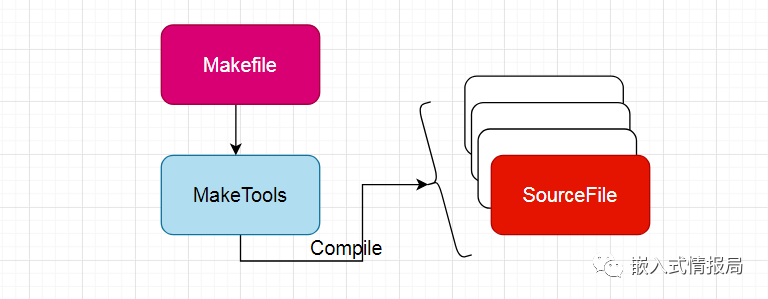 Makefile
MakeTools
SourceFile
Compile
嵌入式情报局